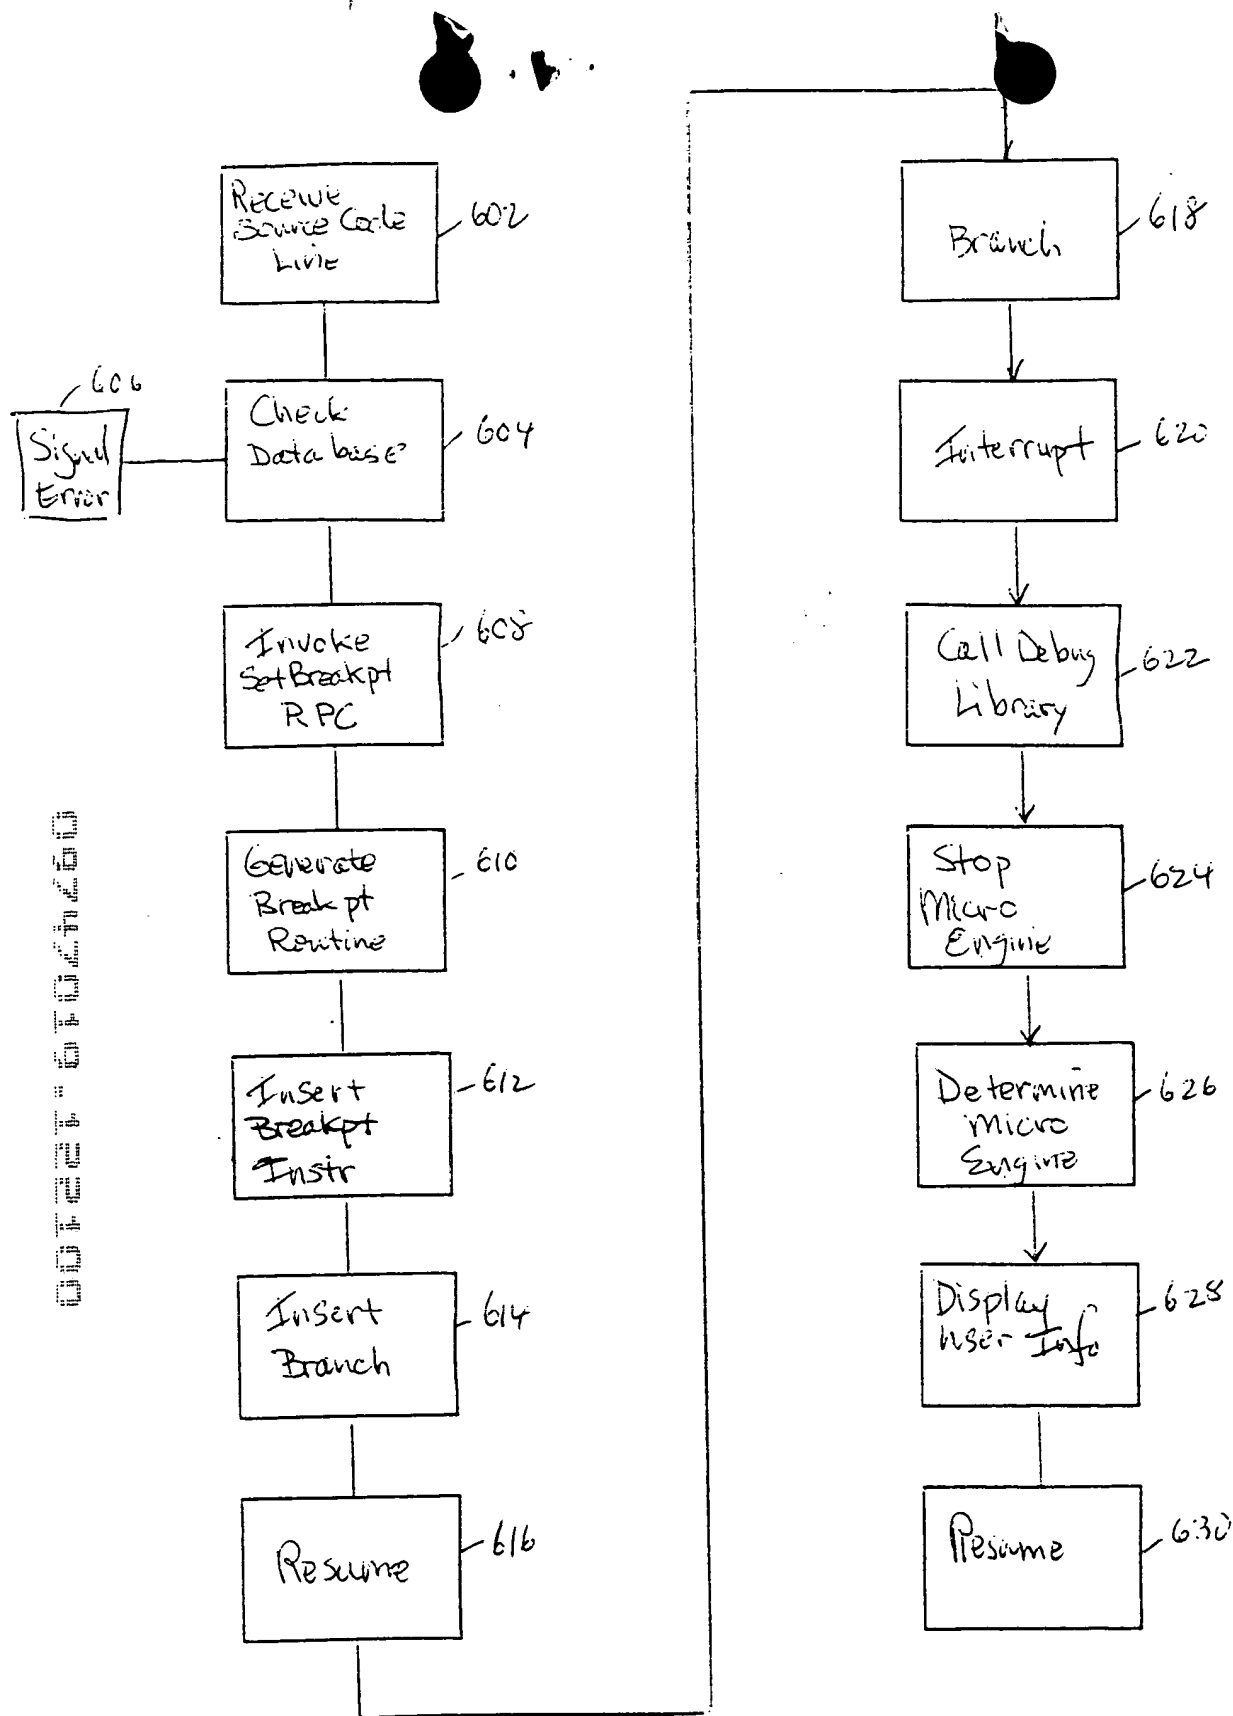 Receive
Source Code
Line
602
606
Signal
Error
Check
Database
604
Invoke
SetBreakpt
RPC
608
Generate
Breakpt
Routine
610
Insert
Breakpt
Instr
612
Insert
Branch
614
Resume
616
Branch
618
Interrupt
620
Call Debug
Library
622
Stop
Micro
Engine
624
Determine
Micro
Engine
626
Display
User Info
628
Resume
630
09747019.122100